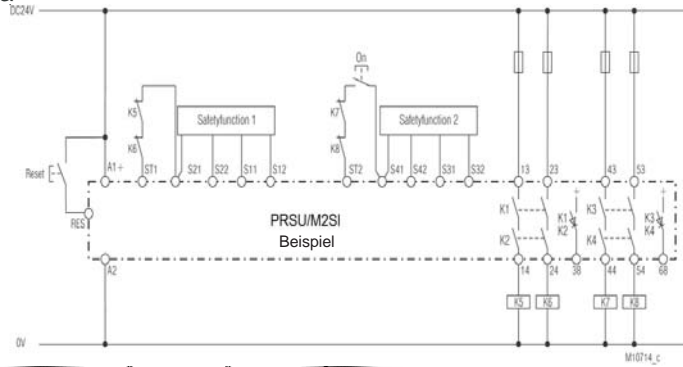 DC24V
On
K5
K6
Safetyfunction 1
K7
K8
Safetyfunction 2
Reset
A1+
ST1
S21
S22
S11
S12
ST2
S41
S42
S31
S32
13
23
43
53
RES
PRSU/M2SI
Beispiel
K1
K2
K1
K2
K3
K4
K3
K4
A2
14
24
38
44
54
68
K5
K6
K7
K8
0V
M10714_c